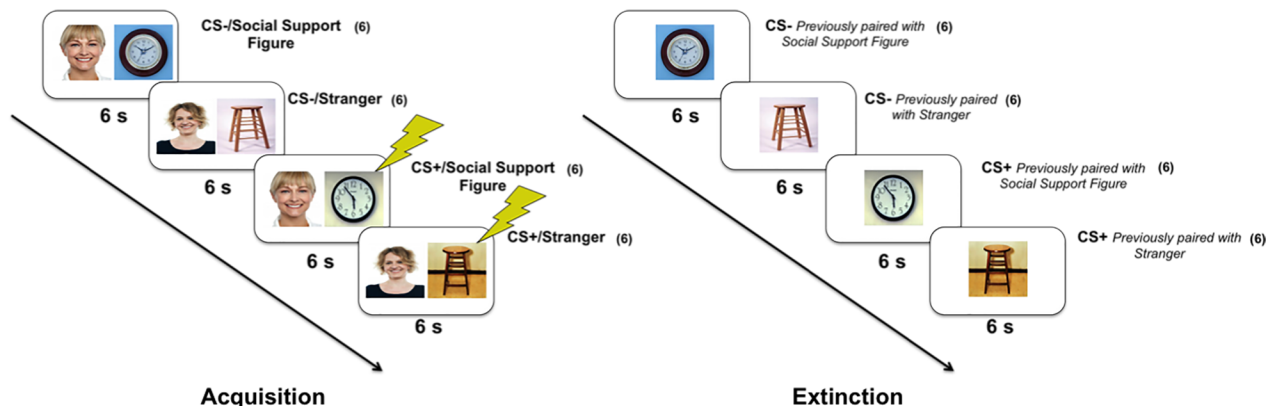 CS-/Social Support (6)
Figure
6 s
CS-/Stranger (6)
6 s
CS+/Social Support (6)
Figure
6 s
CS+/Stranger (6)
6 s
Acquisition
CS- Previously paired with (6)
Social Support Figure
6 s
CS- Previously paired (6)
with Stranger
6 s
CS+ Previously paired with (6)
Social Support Figure
6 s
CS+ Previously paired with (6)
Stranger
6 s
Extinction